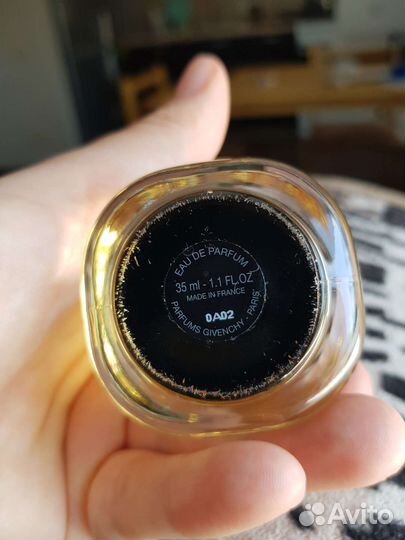 EAU DE PARFUM
35 ml - 1.1 FL.OZ
MADE IN FRANCE
PARFUMS GIVENCHY - PARIS
0A02
Avito